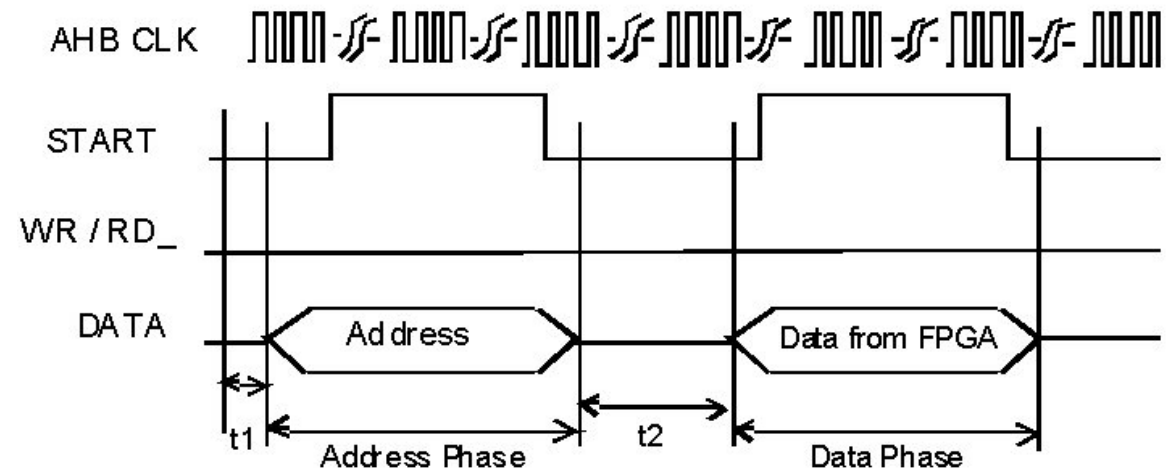 AHB CLK
START
WR / RD_
DATA
Address
Data from FPGA
t1
t2
Address Phase
Data Phase